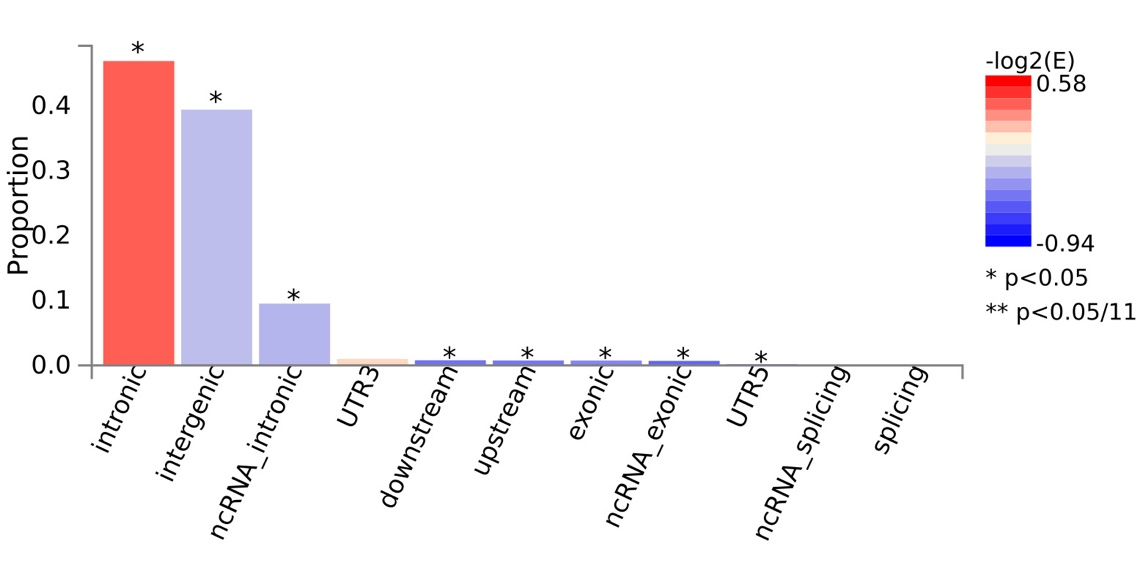 *
*
*
*
*
*
*
*
Proportion
0.4
0.3
0.2
0.1
0.0
intronic
intergenic
ncRNA_intronic
UTR3
downstream
upstream
exonic
ncRNA_exonic
UTR5
ncRNA_splicing
splicing
-log2(E)
0.58
-0.94
* p<0.05
** p<0.05/11